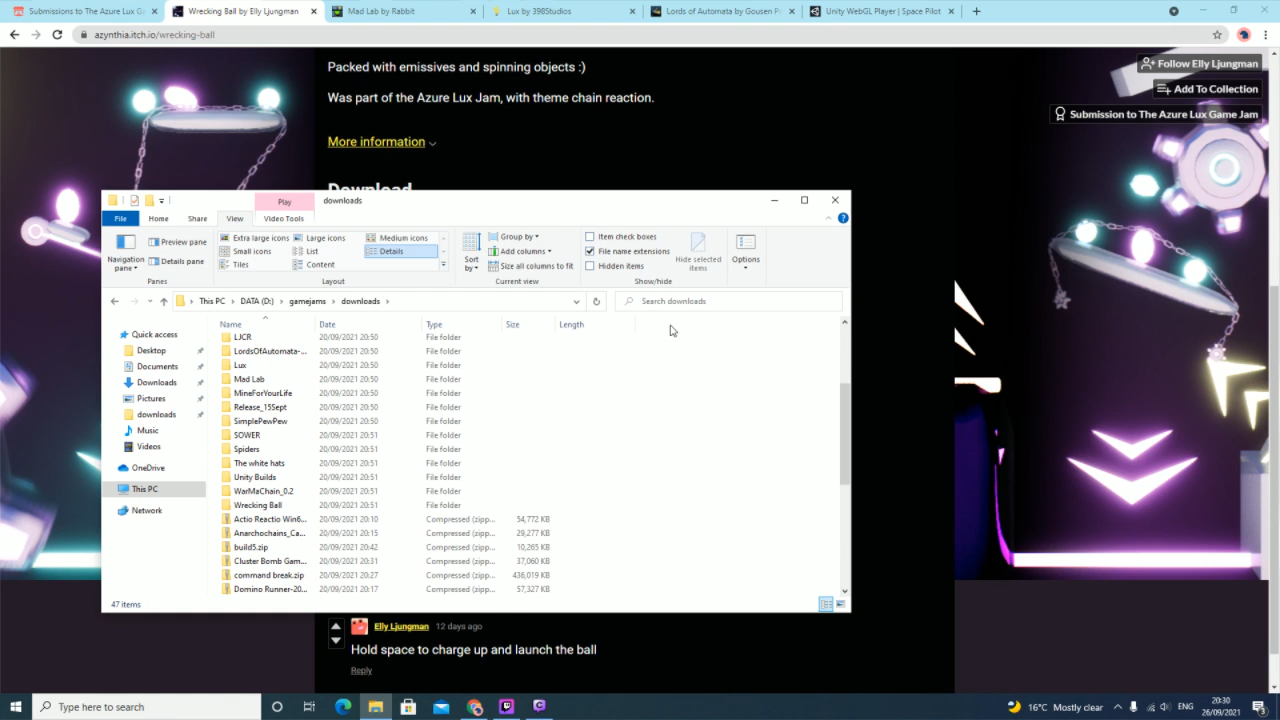 Submissions to The Azure Lux Ga
Wrecking Ball by Elly Ljungman
Mad Lab by Rabbit
Lux by 398Studios
Lords of Automata by Gousen P
Unity WebGL Player | Space Pilot
azynthia.itch.io/wrecking-ball
Packed with emissives and spinning objects :)
Follow Elly Ljungman
Add To Collection
Was part of the Azure Lux Jam, with theme chain reaction.
Submission to The Azure Lux Game Jam
More information
Download
Play
downloads
File
Home
Share
View
Video Tools
Navigation pane
Preview pane
Details pane
Panes
Extra large icons
Large icons
Medium icons
Small icons
List
Details
Tiles
Content
Layout
Sort by
Group by
Add columns
Size all columns to fit
Current view
Item check boxes
File name extensions
Hidden items
Hide selected items
Show/hide
Options
This PC > DATA (D:) > gamejams > downloads >
Search downloads
Quick access
Desktop
Documents
Downloads
Pictures
downloads
Music
Videos
OneDrive
This PC
Network
Name Date Type Size Length
LJCR 20/09/2021 20:50 File folder
LordsOfAutomata-... 20/09/2021 20:50 File folder
Lux 20/09/2021 20:50 File folder
Mad Lab 20/09/2021 20:50 File folder
MineForYourLife 20/09/2021 20:50 File folder
Release_15Sept 20/09/2021 20:50 File folder
SimplePewPew 20/09/2021 20:50 File folder
SOWER 20/09/2021 20:51 File folder
Spiders 20/09/2021 20:51 File folder
The white hats 20/09/2021 20:51 File folder
Unity Builds 20/09/2021 20:51 File folder
WarMaChain_0.2 20/09/2021 20:51 File folder
Wrecking Ball 20/09/2021 20:51 File folder
Actio Reactio Win6... 20/09/2021 20:10 Compressed (zipp... 54,772 KB
Anarchochains_Ca... 20/09/2021 20:15 Compressed (zipp... 29,277 KB
build5.zip 20/09/2021 20:42 Compressed (zipp... 10,265 KB
Cluster Bomb Gam... 20/09/2021 20:31 Compressed (zipp... 37,060 KB
command break.zip 20/09/2021 20:27 Compressed (zipp... 436,019 KB
Domino Runner-20... 20/09/2021 20:17 Compressed (zipp... 57,327 KB
47 items
Elly Ljungman 12 days ago
Hold space to charge up and launch the ball
Reply
Type here to search
16°C Mostly clear
ENG
20:30
26/09/2021
3